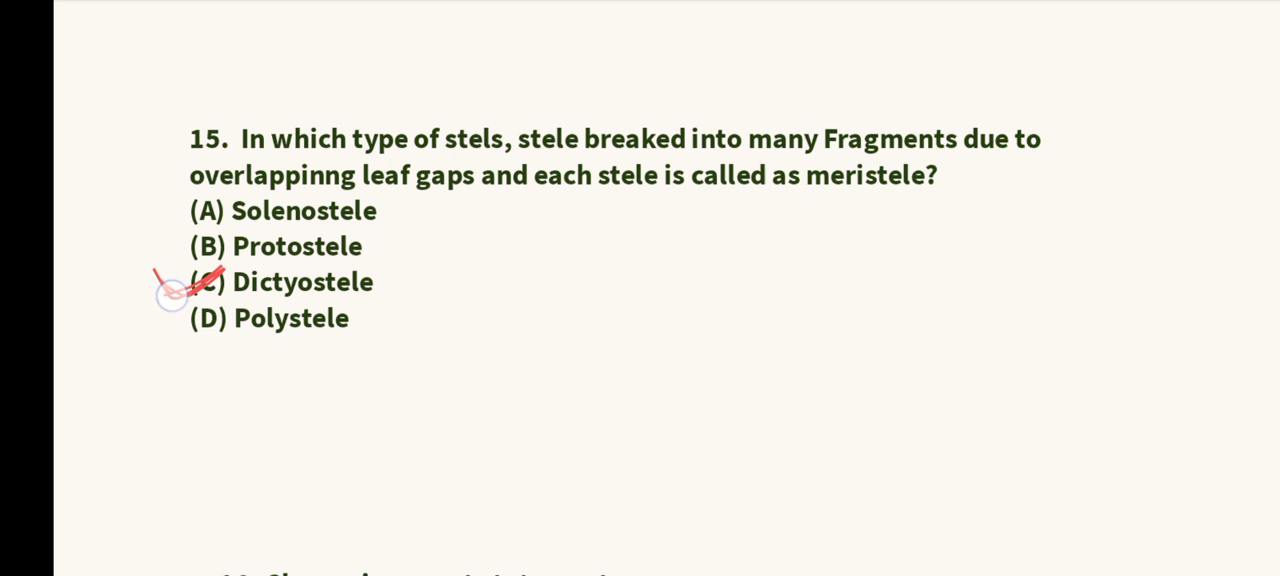 15. In which type of stels, stele breaked into many Fragments due to
overlappinng leaf gaps and each stele is called as meristele?
(A) Solenostele
(B) Protostele
(C) Dictyostele
(D) Polystele